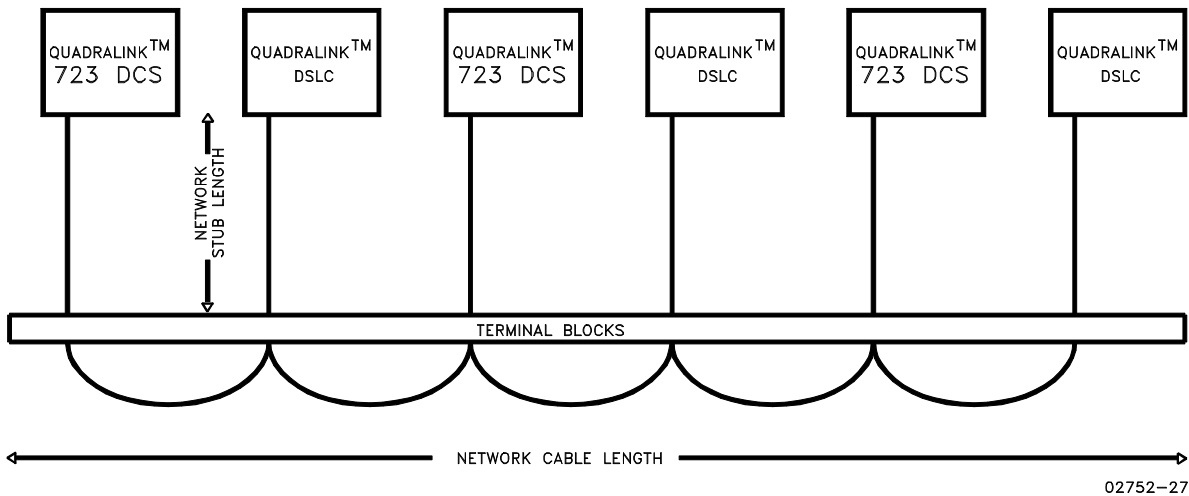 QUADRALINK™
723 DCS
QUADRALINK™
DSLC
QUADRALINK™
723 DCS
QUADRALINK™
DSLC
QUADRALINK™
723 DCS
QUADRALINK™
DSLC
NETWORK
STUB LENGTH
TERMINAL BLOCKS
NETWORK CABLE LENGTH
02752-27